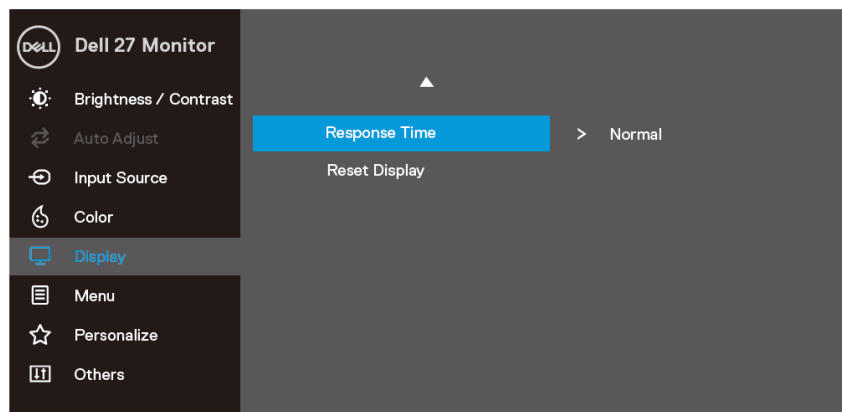 DELL
Dell 27 Monitor
Brightness / Contrast
Auto Adjust
Input Source
Color
Display
Menu
Personalize
Others
Response Time > Normal
Reset Display